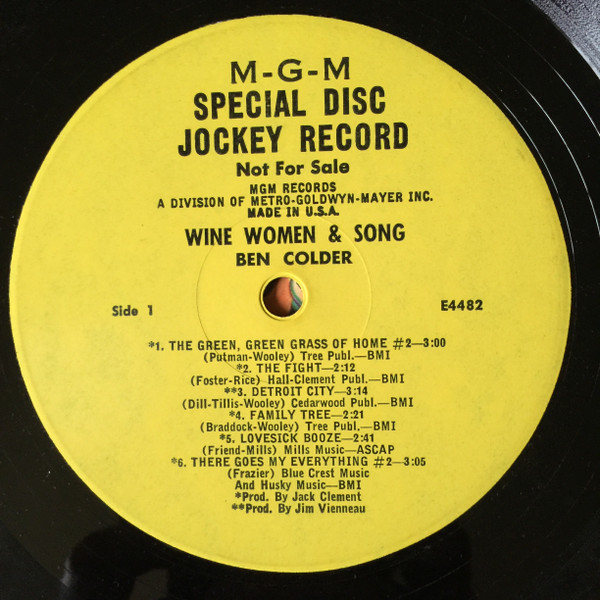 M-G-M
SPECIAL DISC
JOCKEY RECORD
Not For Sale
MGM RECORDS
A DIVISION OF METRO-GOLDWYN-MAYER INC.
MADE IN U.S.A.
WINE WOMEN & SONG
BEN COLDER
Side 1 E4482
*1. THE GREEN, GREEN GRASS OF HOME #2—3:00
(Putman-Wooley) Tree Publ.—BMI
*2. THE FIGHT—2:12
(Foster-Rice) Hall-Clement Publ.—BMI
**3. DETROIT CITY—3:14
(Dill-Tillis-Wooley) Cedarwood Publ.—BMI
*4. FAMILY TREE—2:21
(Braddock-Wooley) Tree Publ.—BMI
*5. LOVESICK BOOZE—2:41
(Friend-Mills) Mills Music—ASCAP
*6. THERE GOES MY EVERYTHING #2—3:05
(Frazier) Blue Crest Music
And Husky Music—BMI
*Prod. By Jack Clement
**Prod. By Jim Vienneau